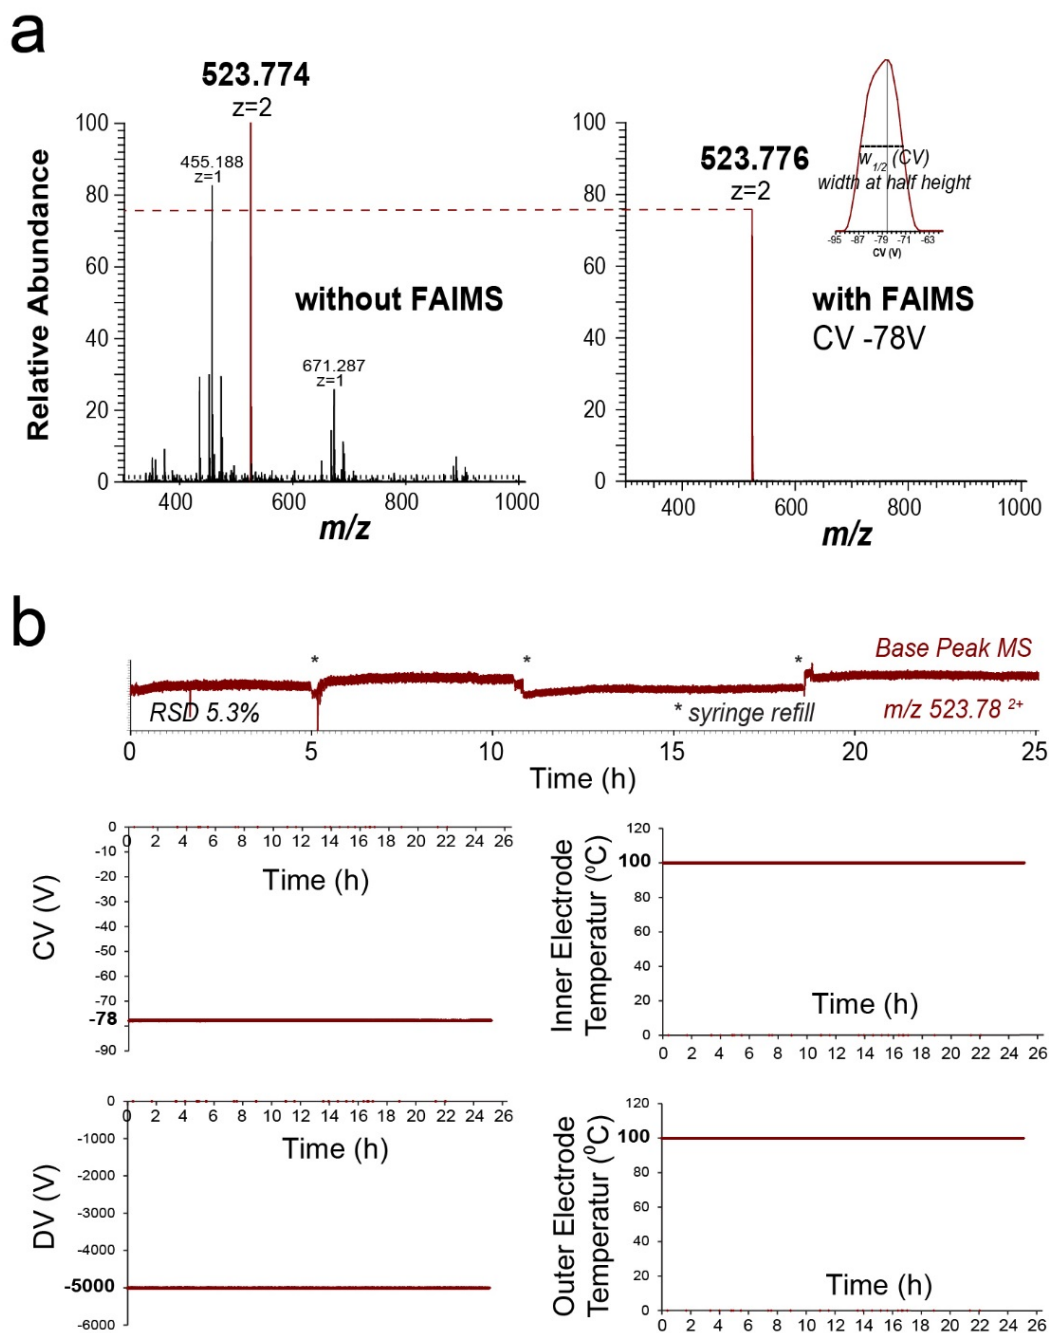 a
523.774
z=2
455.188
z=1
671.287
z=1
without FAIMS
Relative Abundance
100
80
60
40
20
0
400 600 800 1000
m/z
523.776
z=2
w1/2 (CV)
width at half height
-95 -87 -79 -71 -63
CV (V)
with FAIMS
CV -78V
100
80
60
40
20
0
400 600 800 1000
m/z
b
* * *
Base Peak MS
RSD 5.3%
* syringe refill
m/z 523.78 2+
0 5 10 15 20 25
Time (h)
CV (V)
0
-10
-20
-30
-40
-50
-60
-70
-78
-90
0 2 4 6 8 10 12 14 16 18 20 22 24 26
Time (h)
Inner Electrode
Temperatur (⁰C)
120
100
80
60
40
20
0
Time (h)
0 2 4 6 8 10 12 14 16 18 20 22 24 26
DV (V)
0
-1000
-2000
-3000
-4000
-5000
-6000
0 2 4 6 8 10 12 14 16 18 20 22 24 26
Time (h)
Outer Electrode
Temperatur (⁰C)
120
100
80
60
40
20
0
Time (h)
0 2 4 6 8 10 12 14 16 18 20 22 24 26